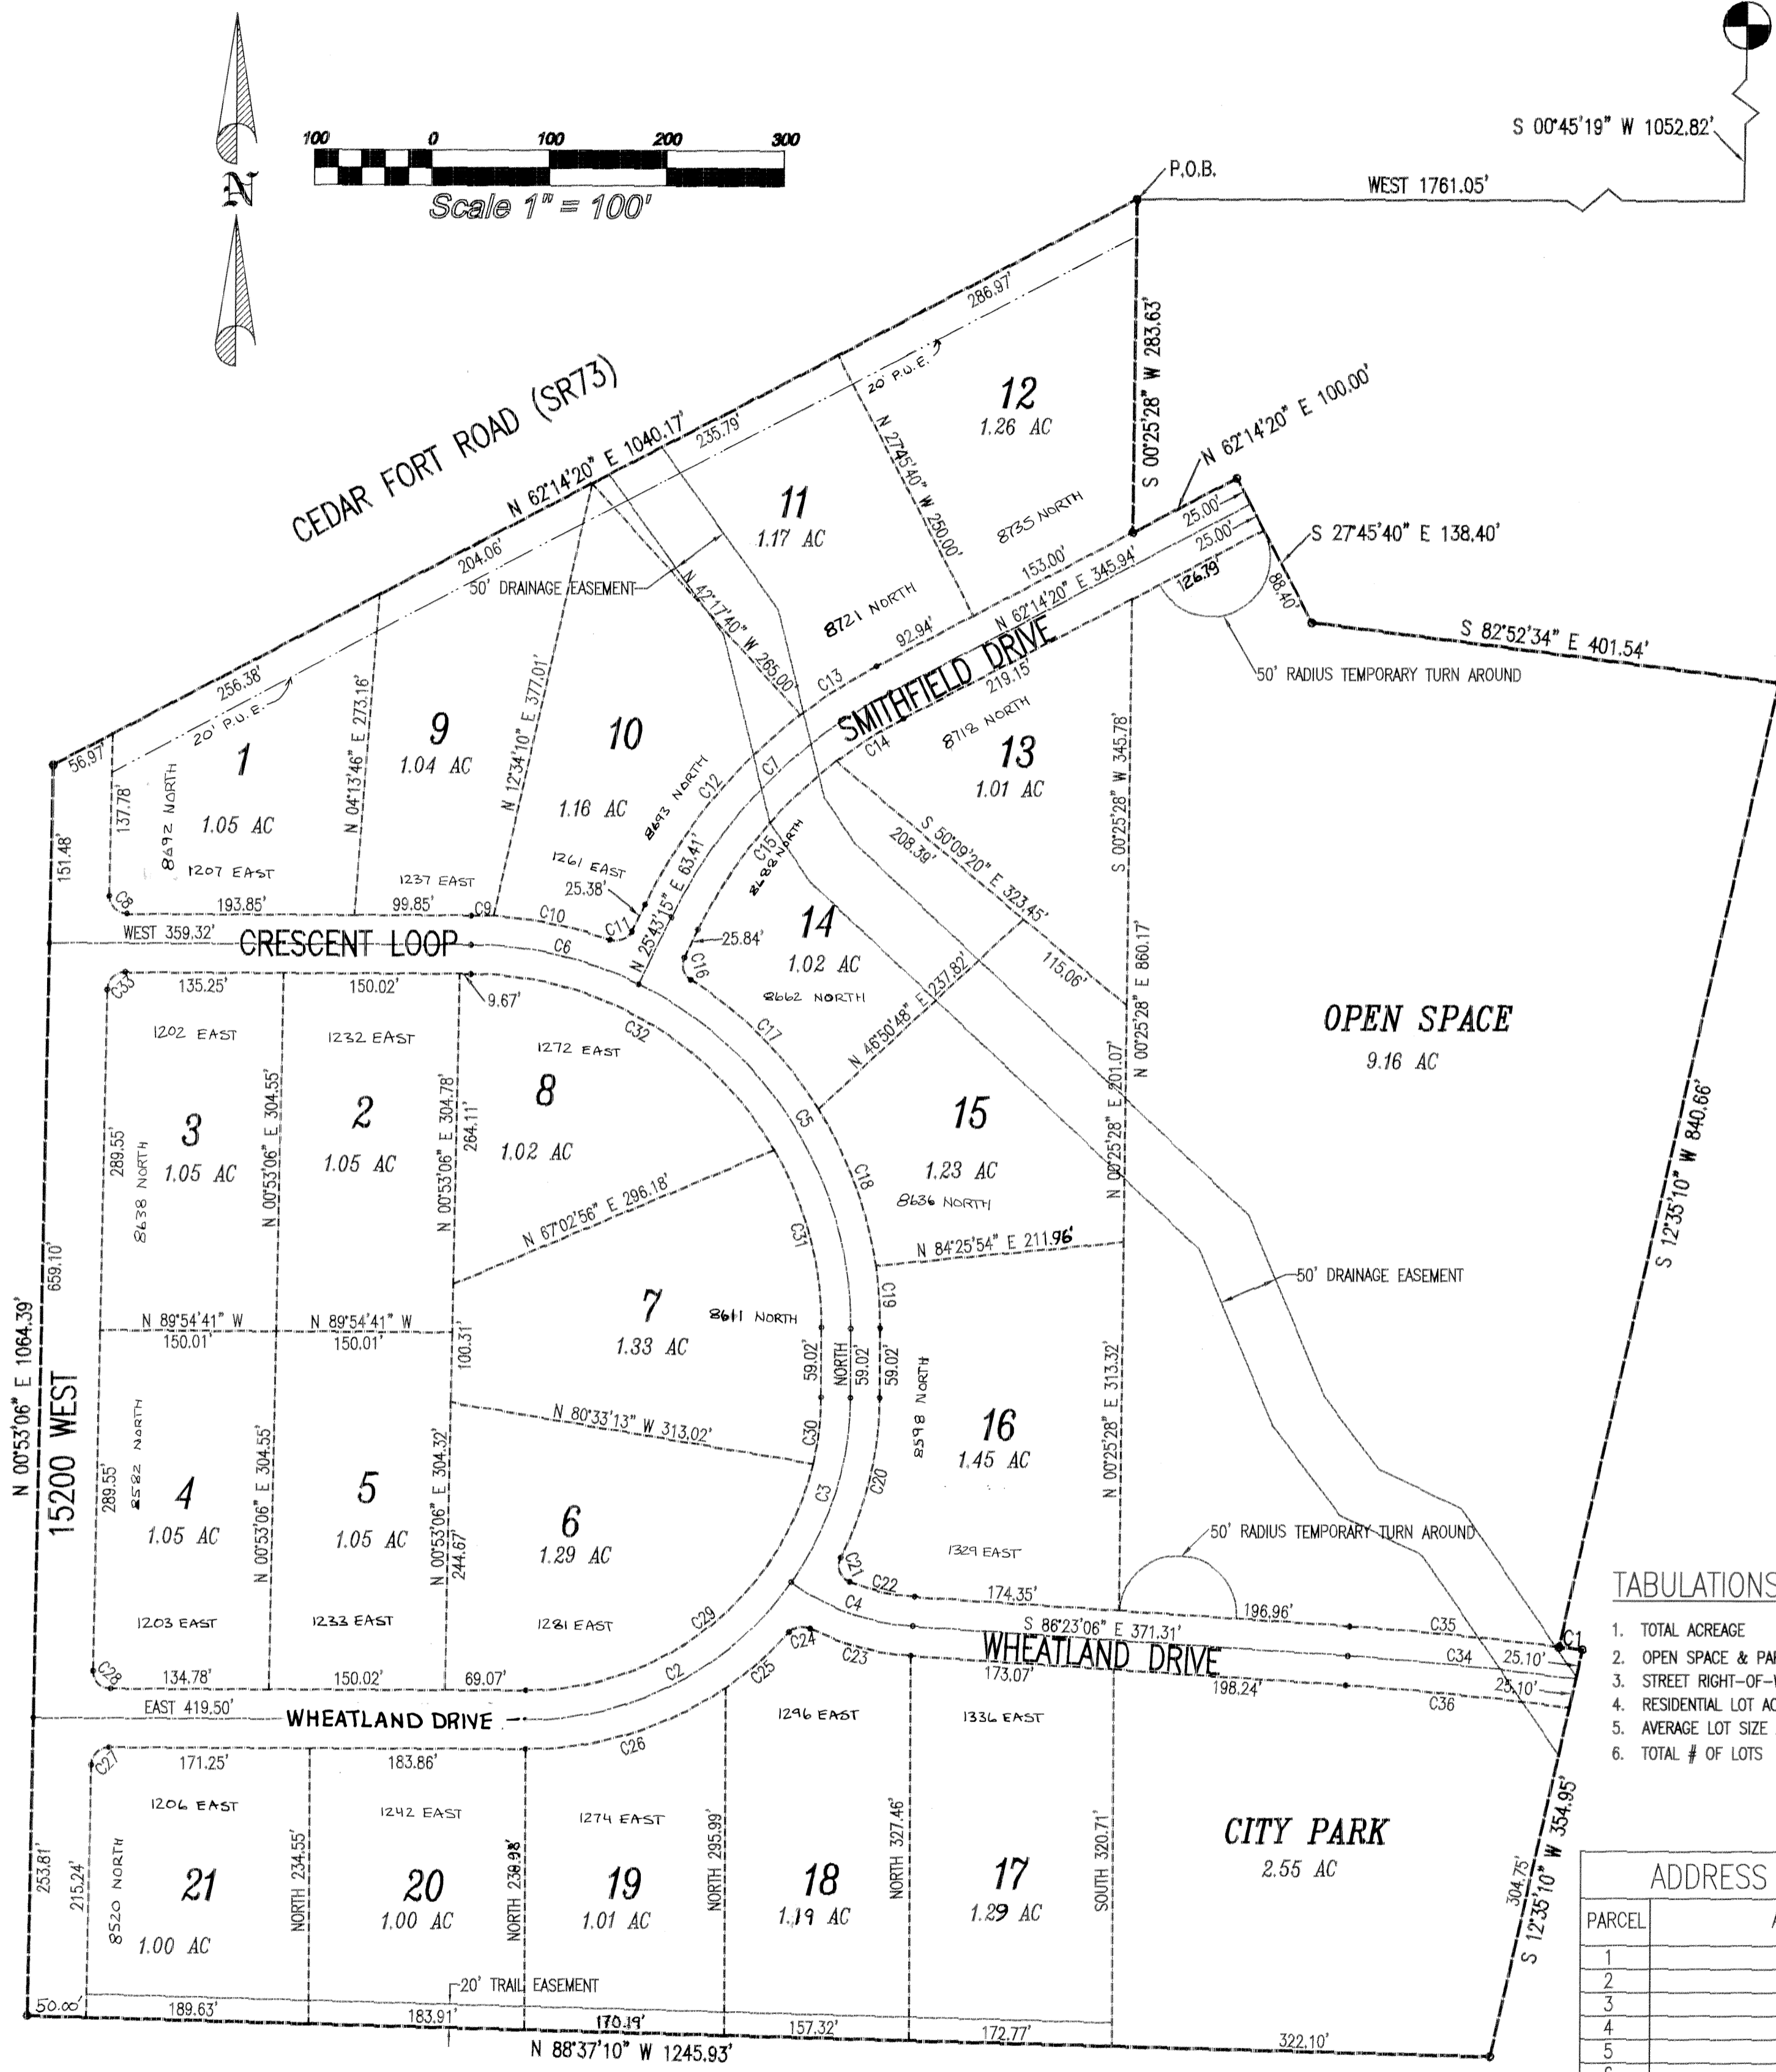 100 0 100 200 300
Scale 1" = 100'
N
S 00°45'19" W 1052.82'
P.O.B.
WEST 1761.05'
286.97'
20' P.U.E.
12
1.26 AC
S 00°25'28" W 283.63'
N 62°14'20" E 100.00'
CEDAR FORT ROAD (SR73)
N 62°14'20" E 1040.17'
235.79'
N 27°45'40" W 250.00'
8735 NORTH
11
1.17 AC
25.00'
25.00'
S 27°45'40" E 138.40'
153.00'
N 62°14'20" E 345.94'
126.79'
88.40'
204.06'
50' DRAINAGE EASEMENT
N 42°17'40" W 265.00'
8721 NORTH
92.94'
S 82°52'34" E 401.54'
50' RADIUS TEMPORARY TURN AROUND
256.38'
20' P.U.E.
N 04°13'46" E 273.16'
N 12°34'10" E 377.01'
C13
SMITHFIELD DRIVE
219.15'
8718 NORTH
C14
56.97'
1
1.05 AC
137.78'
8692 NORTH
1207 EAST
9
1.04 AC
1237 EAST
10
1.16 AC
1261 EAST
8693 NORTH
C12
C7
13
1.01 AC
S 00°25'28" W 345.78'
151.48'
25.38'
N 25°43'15" E 63.41'
C15
8688 NORTH
S 50°09'20" E 323.45'
208.39'
C8
193.85'
99.85'
C9
C10
C11
WEST 359.32'
CRESCENT LOOP
C6
25.84'
14
1.02 AC
8662 NORTH
C16
115.06'
N 00°25'28" E 860.17'
C33
135.25'
150.02'
9.67'
C32
C17
N 46°50'48" E 237.82'
OPEN SPACE
9.16 AC
1202 EAST
1232 EAST
1272 EAST
3
1.05 AC
289.55'
8638 NORTH
N 00°53'06" E 304.55'
2
1.05 AC
N 00°53'06" E 304.78'
264.11'
8
1.02 AC
C5
15
1.23 AC
8636 NORTH
C18
N 00°25'28" E 201.07'
S 12°35'10" W 840.66'
N 67°02'56" E 296.18'
C31
N 84°25'54" E 211.96'
50' DRAINAGE EASEMENT
659.10'
N 00°53'06" E 1064.39'
15200 WEST
N 89°54'41" W
150.01'
N 89°54'41" W
150.01'
100.31'
7
1.33 AC
8611 NORTH
59.02'
NORTH
59.02'
59.02'
C19
N 00°25'28" E 313.32'
N 80°33'13" W 313.02'
C30
8598 NORTH
16
1.45 AC
289.55'
8582 NORTH
4
1.05 AC
N 00°53'06" E 304.55'
5
1.05 AC
N 00°53'06" E 304.32'
244.67'
6
1.29 AC
C3
C20
1329 EAST
50' RADIUS TEMPORARY TURN AROUND
1203 EAST
1233 EAST
1281 EAST
C29
C21
C22
174.35'
C4
196.96'
C35
C1
S 86°23'06" E 371.31'
WHEATLAND DRIVE
C34
25.10'
C28
134.78'
150.02'
69.07'
C2
C24
C23
C25
173.07'
198.24'
C36
25.10'
EAST 419.50'
WHEATLAND DRIVE
C27
171.25'
183.86'
C26
1296 EAST
1336 EAST
TABULATIONS
1. TOTAL ACREAGE
2. OPEN SPACE & PA
3. STREET RIGHT-OF-
4. RESIDENTIAL LOT AC
5. AVERAGE LOT SIZE
6. TOTAL # OF LOTS
1206 EAST
1242 EAST
1274 EAST
253.81'
215.24'
8520 NORTH
21
1.00 AC
NORTH 234.55'
20
1.00 AC
NORTH 238.98'
19
1.01 AC
NORTH 295.99'
18
1.19 AC
NORTH 327.46'
17
1.29 AC
SOUTH 320.71'
CITY PARK
2.55 AC
304.75'
S 12°35'10" W 354.95'
20' TRAIL EASEMENT
50.00'
189.63'
183.91'
170.19'
157.32'
172.77'
322.10'
N 88°37'10" W 1245.93'
ADDRESS
PARCEL
1
2
3
4
5